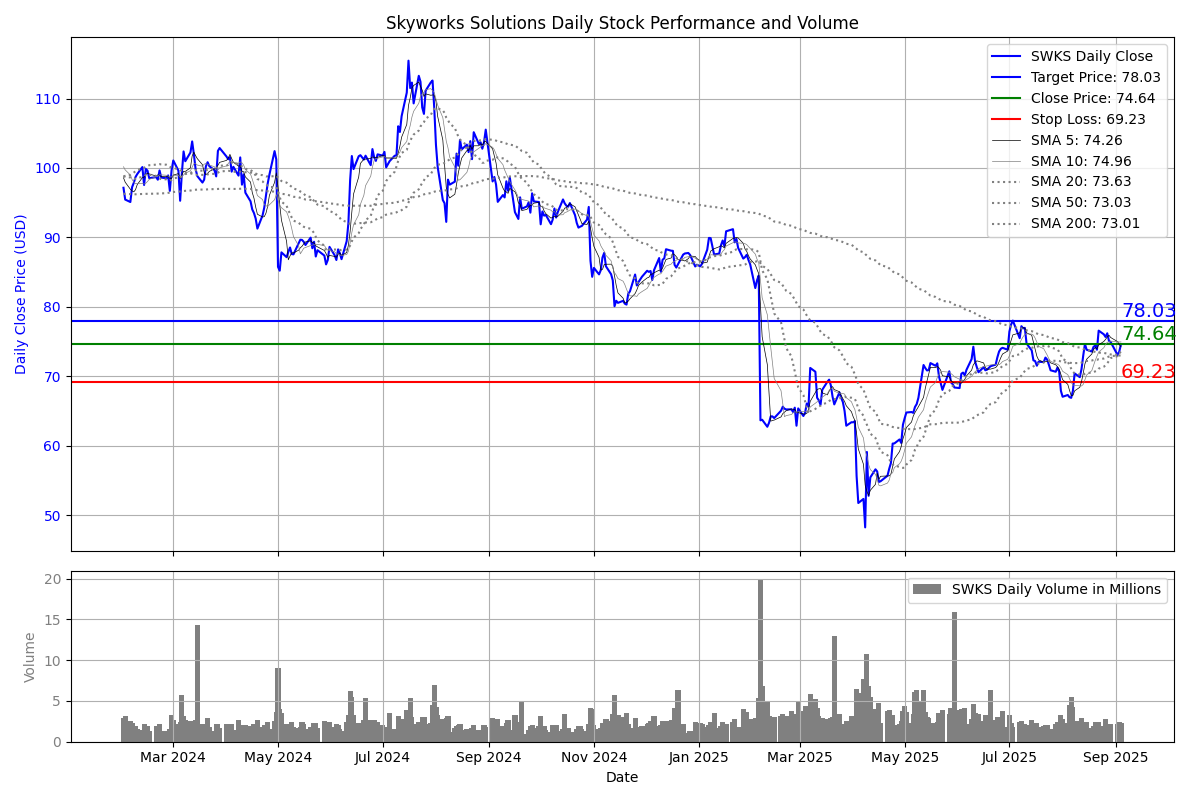 Skyworks Solutions Daily Stock Performance and Volume
Daily Close Price (USD)
110
100
90
80
70
60
50
SWKS Daily Close
Target Price: 78.03
Close Price: 74.64
Stop Loss: 69.23
SMA 5: 74.26
SMA 10: 74.96
SMA 20: 73.63
SMA 50: 73.03
SMA 200: 73.01
78.03
74.64
69.23
Volume
20
15
10
5
0
SWKS Daily Volume in Millions
Mar 2024
May 2024
Jul 2024
Sep 2024
Nov 2024
Jan 2025
Mar 2025
May 2025
Jul 2025
Sep 2025
Date